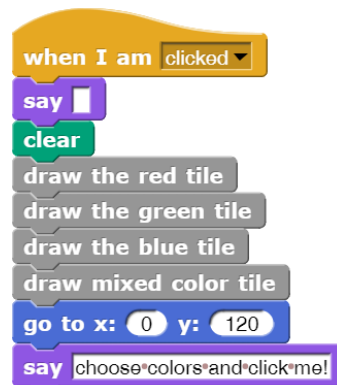 when I am clicked
say
clear
draw the red tile
draw the green tile
draw the blue tile
draw mixed color tile
go to x: 0 y: 120
say choose colors and click me!